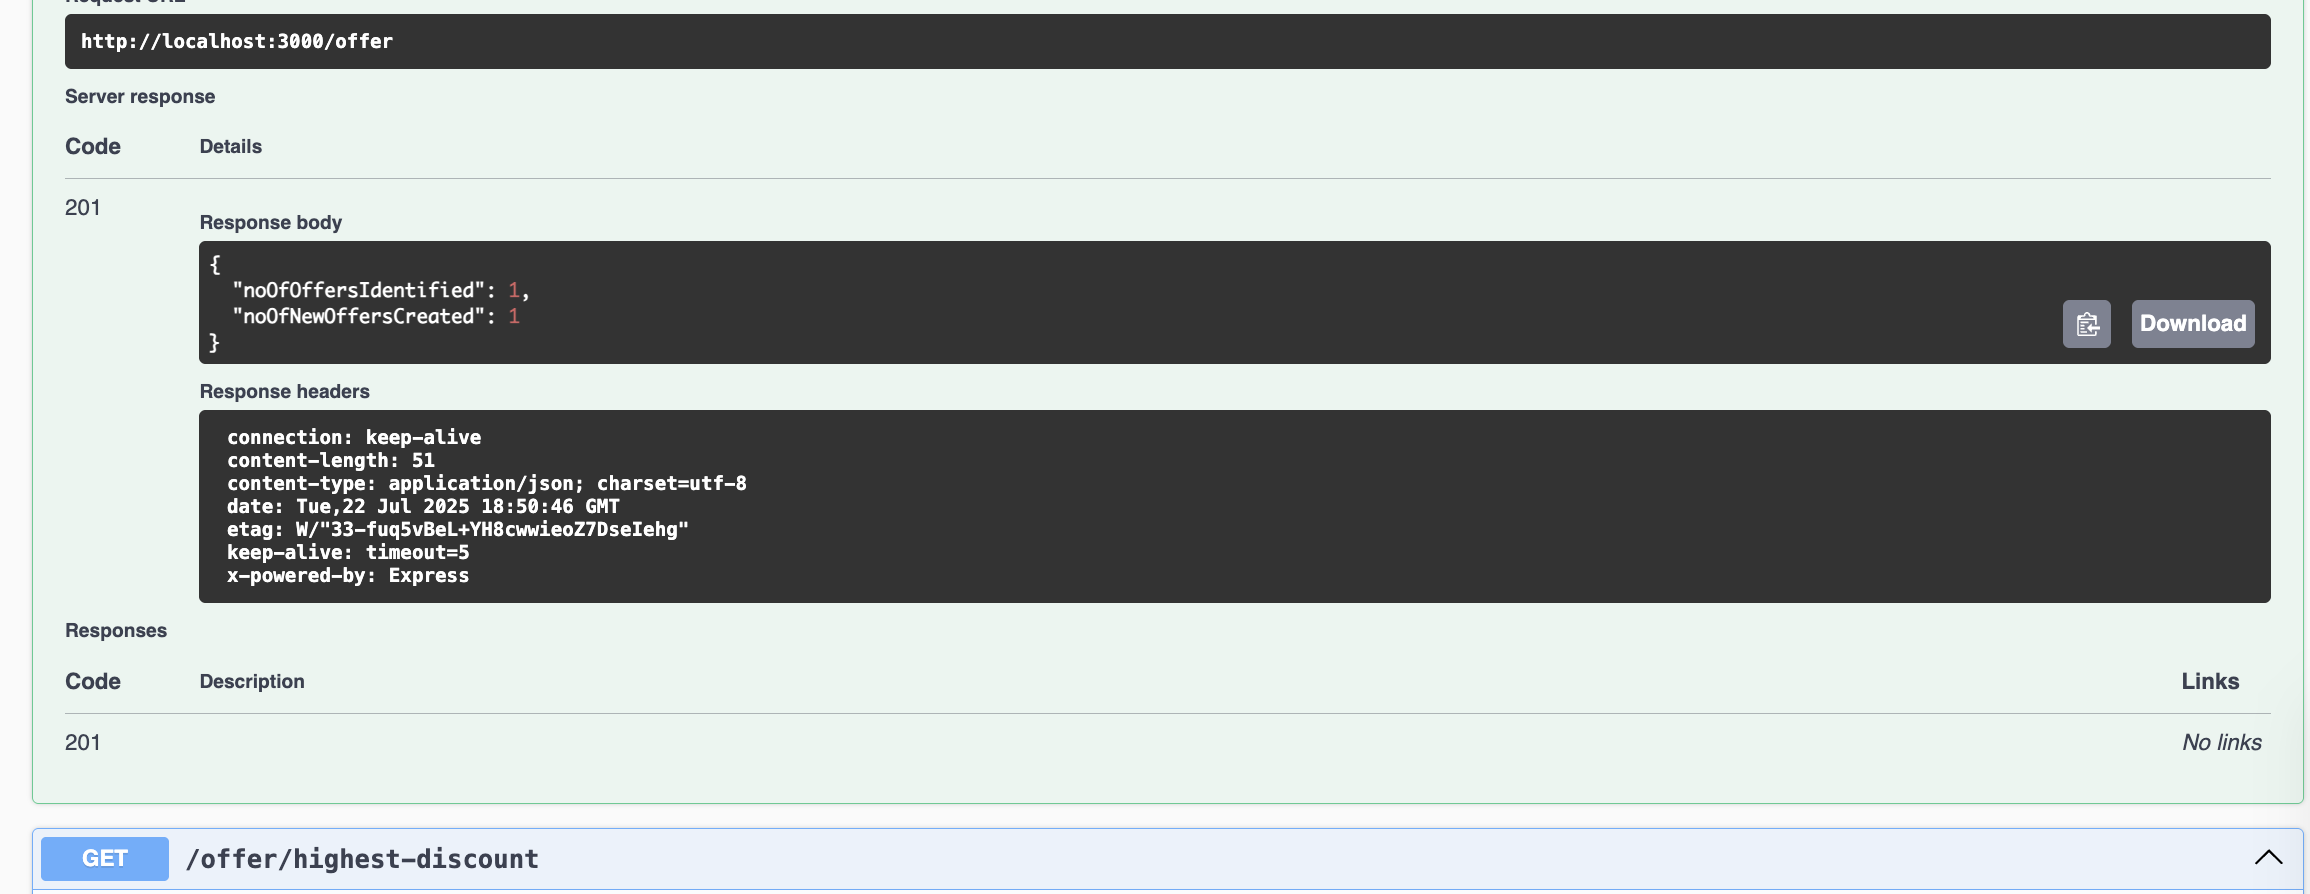 Request URL
http://localhost:3000/offer
Server response
Code Details
201
Response body
{
"noOfOffersIdentified": 1,
"noOfNewOffersCreated": 1
}
Download
Response headers
connection: keep-alive
content-length: 51
content-type: application/json; charset=utf-8
date: Tue,22 Jul 2025 18:50:46 GMT
etag: W/"33-fuq5vBeL+YH8cwwieoZ7DseIehg"
keep-alive: timeout=5
x-powered-by: Express
Responses
Code Description Links
201 No links
GET /offer/highest-discount